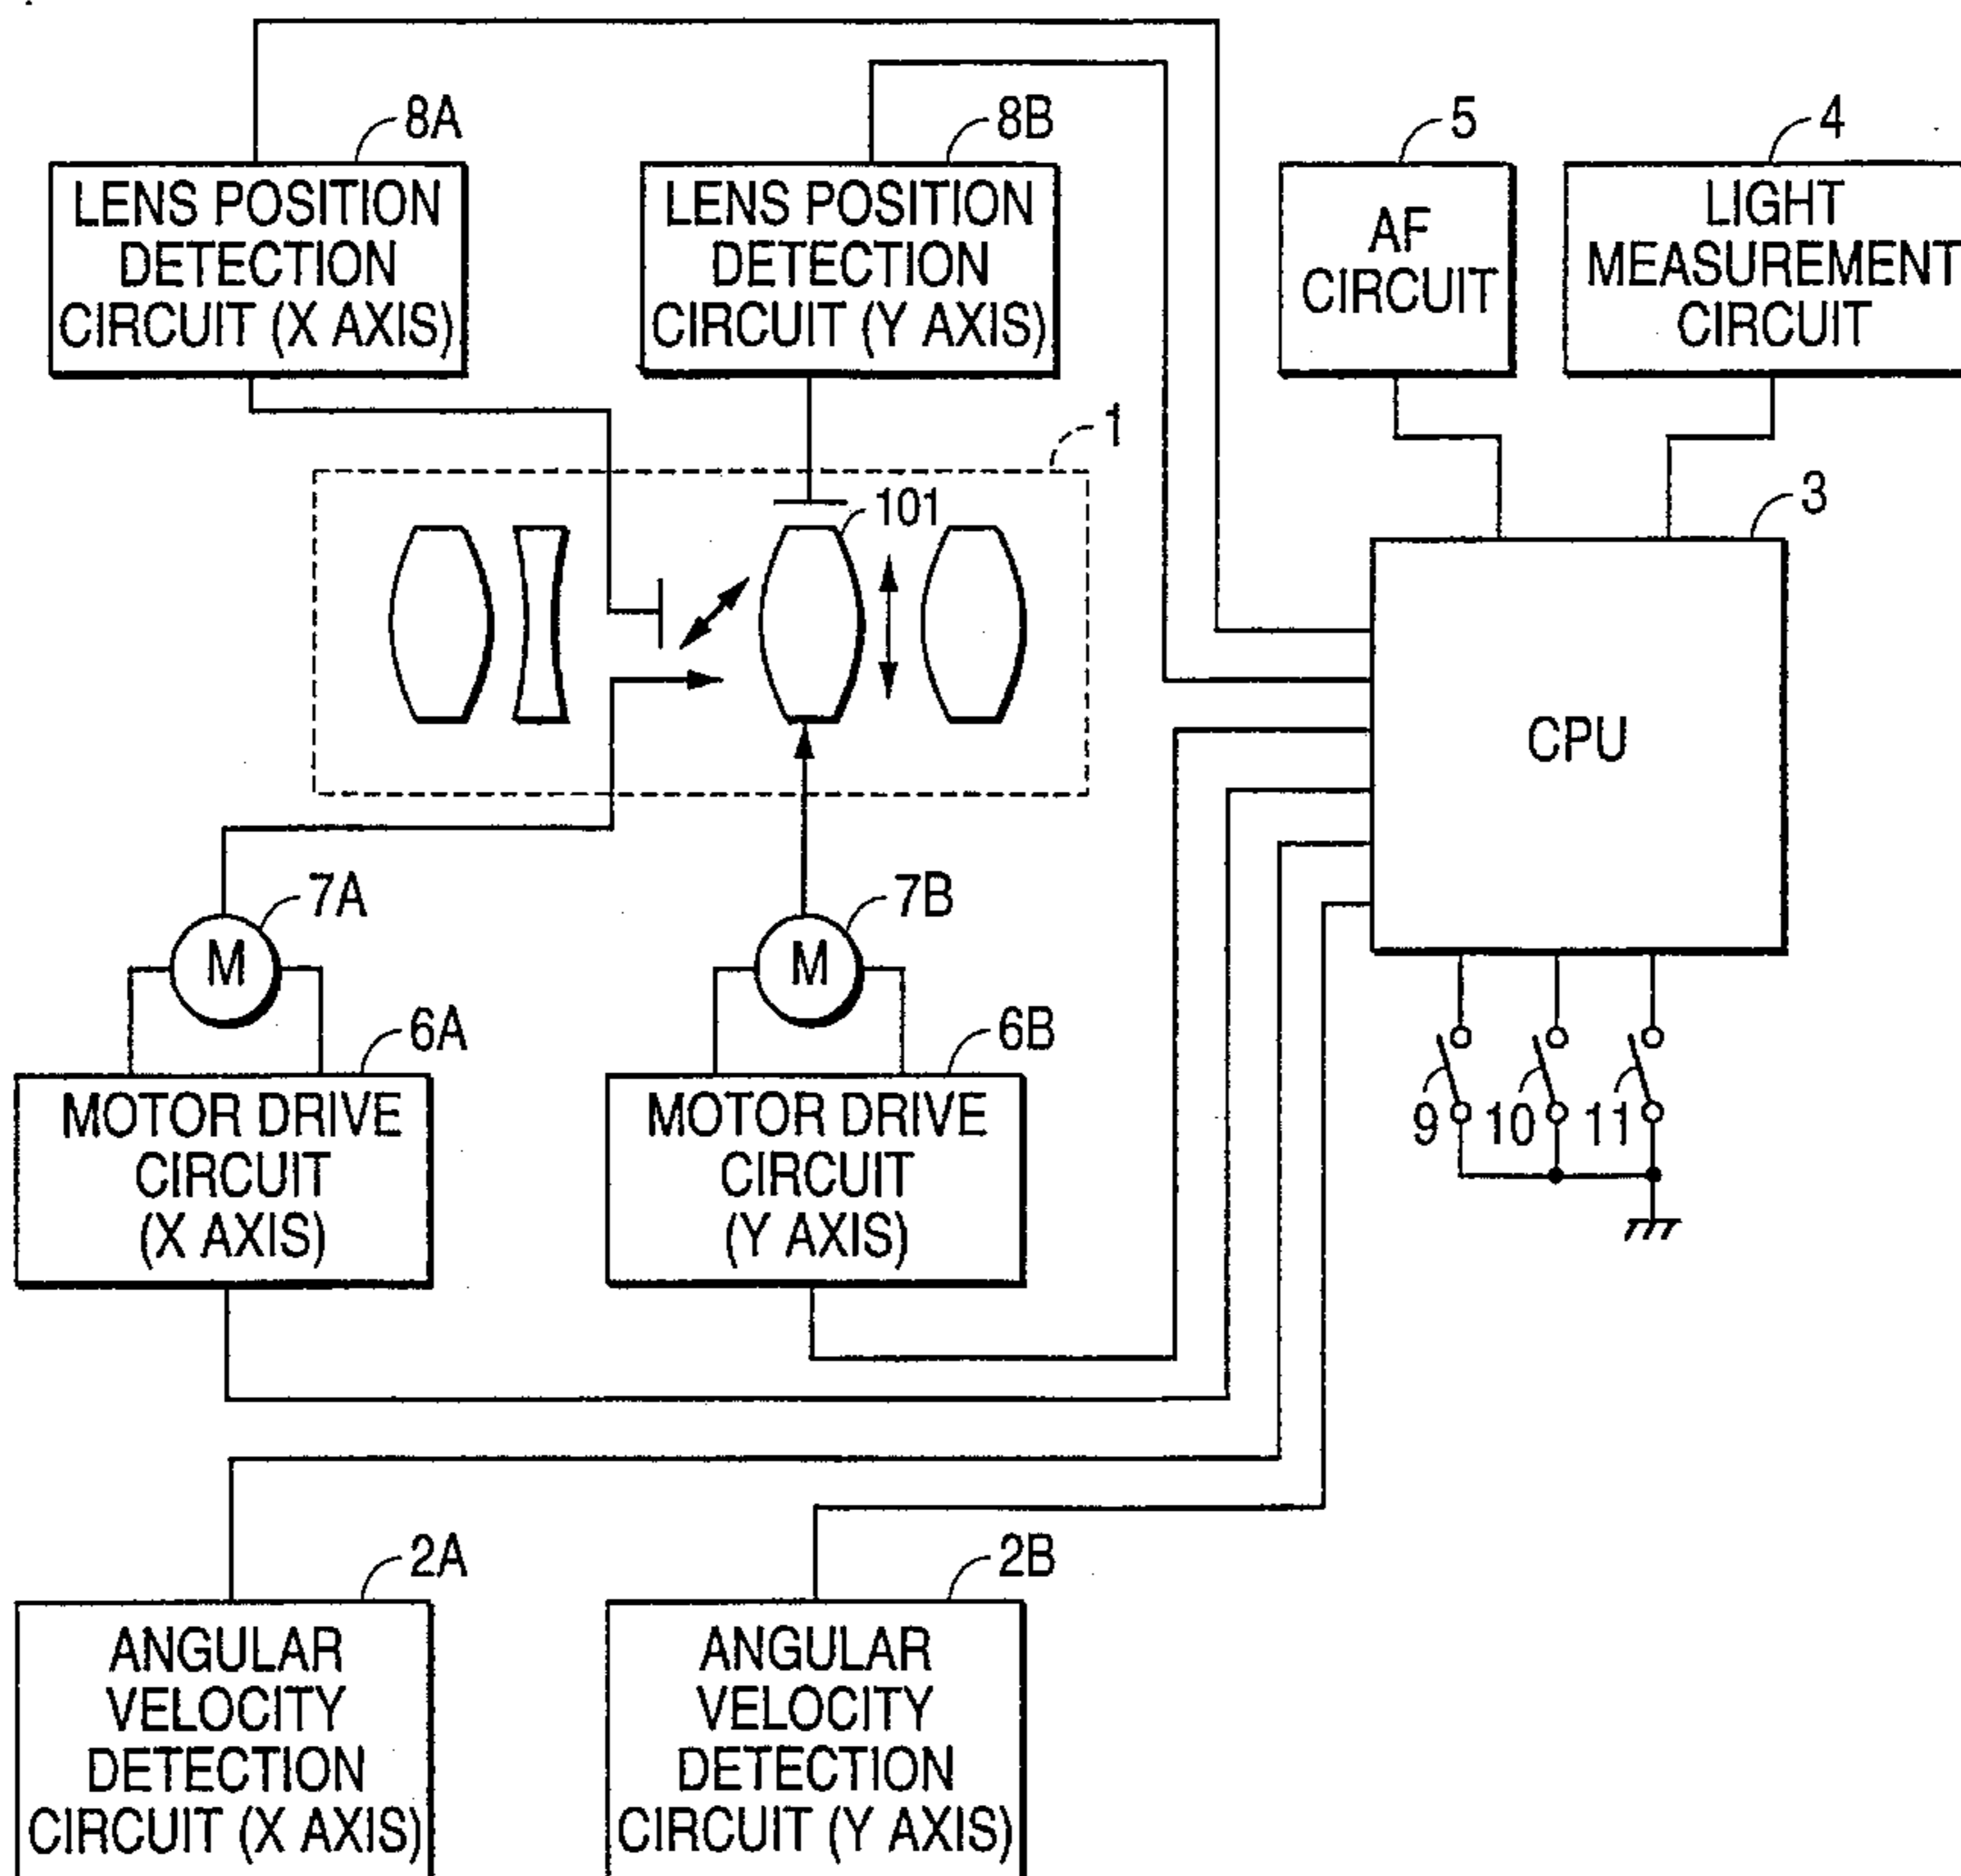 8A
8B
5
4
LENS POSITION
DETECTION
CIRCUIT (X AXIS)
LENS POSITION
DETECTION
CIRCUIT (Y AXIS)
AF
CIRCUIT
LIGHT
MEASUREMENT
CIRCUIT
1
101
3
CPU
7A
M
7B
M
6A
6B
MOTOR DRIVE
CIRCUIT
(X AXIS)
MOTOR DRIVE
CIRCUIT
(Y AXIS)
9
10
11
2A
2B
ANGULAR
VELOCITY
DETECTION
CIRCUIT (X AXIS)
ANGULAR
VELOCITY
DETECTION
CIRCUIT (Y AXIS)